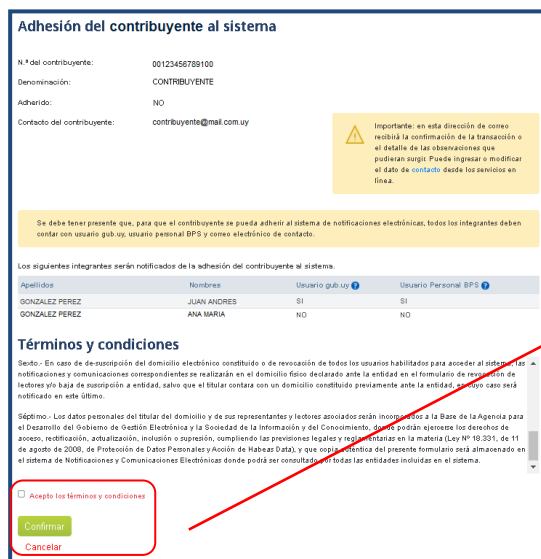 Adhesión del contribuyente al sistema
N.º del contribuyente: 00123456789100
Denominación: CONTRIBUYENTE
Adherido: NO
Contacto del contribuyente: contribuyente@mail.com.uy
Importante: en esta dirección de correo
recibirá la confirmación de la transacción o
el detalle de las observaciones que
pudieran surgir. Puede ingresar o modificar
el dato de contacto desde los servicios en
línea.
Se debe tener presente que, para que el contribuyente se pueda adherir al sistema de notificaciones electrónicas, todos los integrantes deben
contar con usuario gub.uy, usuario personal BPS y correo electrónico de contacto.
Los siguientes integrantes serán notificados de la adhesión del contribuyente al sistema.
Apellidos Nombres Usuario gub.uy ? Usuario Personal BPS ?
GONZALEZ PEREZ JUAN ANDRES SI SI
GONZALEZ PEREZ ANA MARIA NO NO
Términos y condiciones
Sexto.- En caso de de-suscripción del domicilio electrónico constituido o de revocación de todos los usuarios habilitados para acceder al sistema, las
notificaciones y comunicaciones correspondientes se realizarán en el domicilio físico declarado ante la entidad en el formulario de revocación de
lectores y/o baja de suscripción a entidad, salvo que el titular contara con un domicilio constituido previamente ante la entidad, en cuyo caso será
notificado en este último.
Séptimo.- Los datos personales del titular del domicilio y de sus representantes y lectores asociados serán incorporados a la Base de la Agencia para
el Desarrollo del Gobierno de Gestión Electrónica y la Sociedad de la Información y del Conocimiento, donde podrán ejercerse los derechos de
acceso, rectificación, actualización, inclusión o supresión, cumpliendo las previsiones legales y reglamentarias en la materia (Ley Nº 18.331, de 11
de agosto de 2008, de Protección de Datos Personales y Acción de Habeas Data), y que copia auténtica del presente formulario será almacenado en
el sistema de Notificaciones y Comunicaciones Electrónicas donde podrá ser consultado por todas las entidades incluidas en el sistema.
Acepto los términos y condiciones
Confirmar
Cancelar